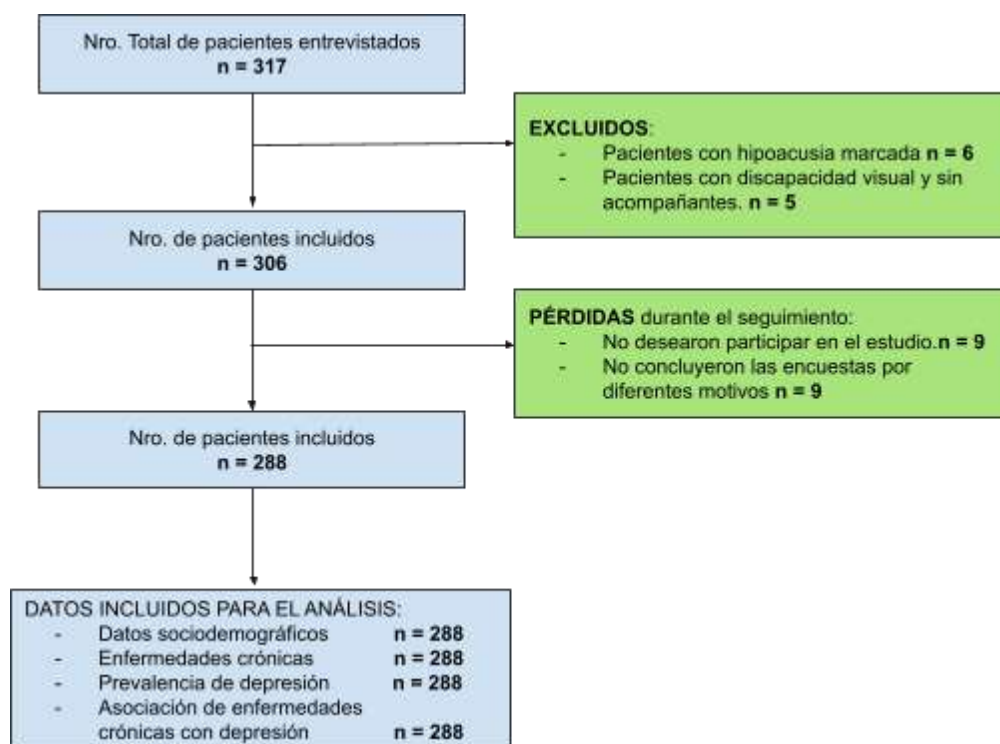 Nro. Total de pacientes entrevistados
n = 317
EXCLUIDOS:
- Pacientes con hipoacusia marcada n = 6
- Pacientes con discapacidad visual y sin
acompañantes. n = 5
Nro. de pacientes incluidos
n = 306
PÉRDIDAS durante el seguimiento:
- No desearon participar en el estudio.n = 9
- No concluyeron las encuestas por
diferentes motivos n = 9
Nro. de pacientes incluidos
n = 288
DATOS INCLUIDOS PARA EL ANÁLISIS:
- Datos sociodemográficos n = 288
- Enfermedades crónicas n = 288
- Prevalencia de depresión n = 288
- Asociación de enfermedades
crónicas con depresión n = 288